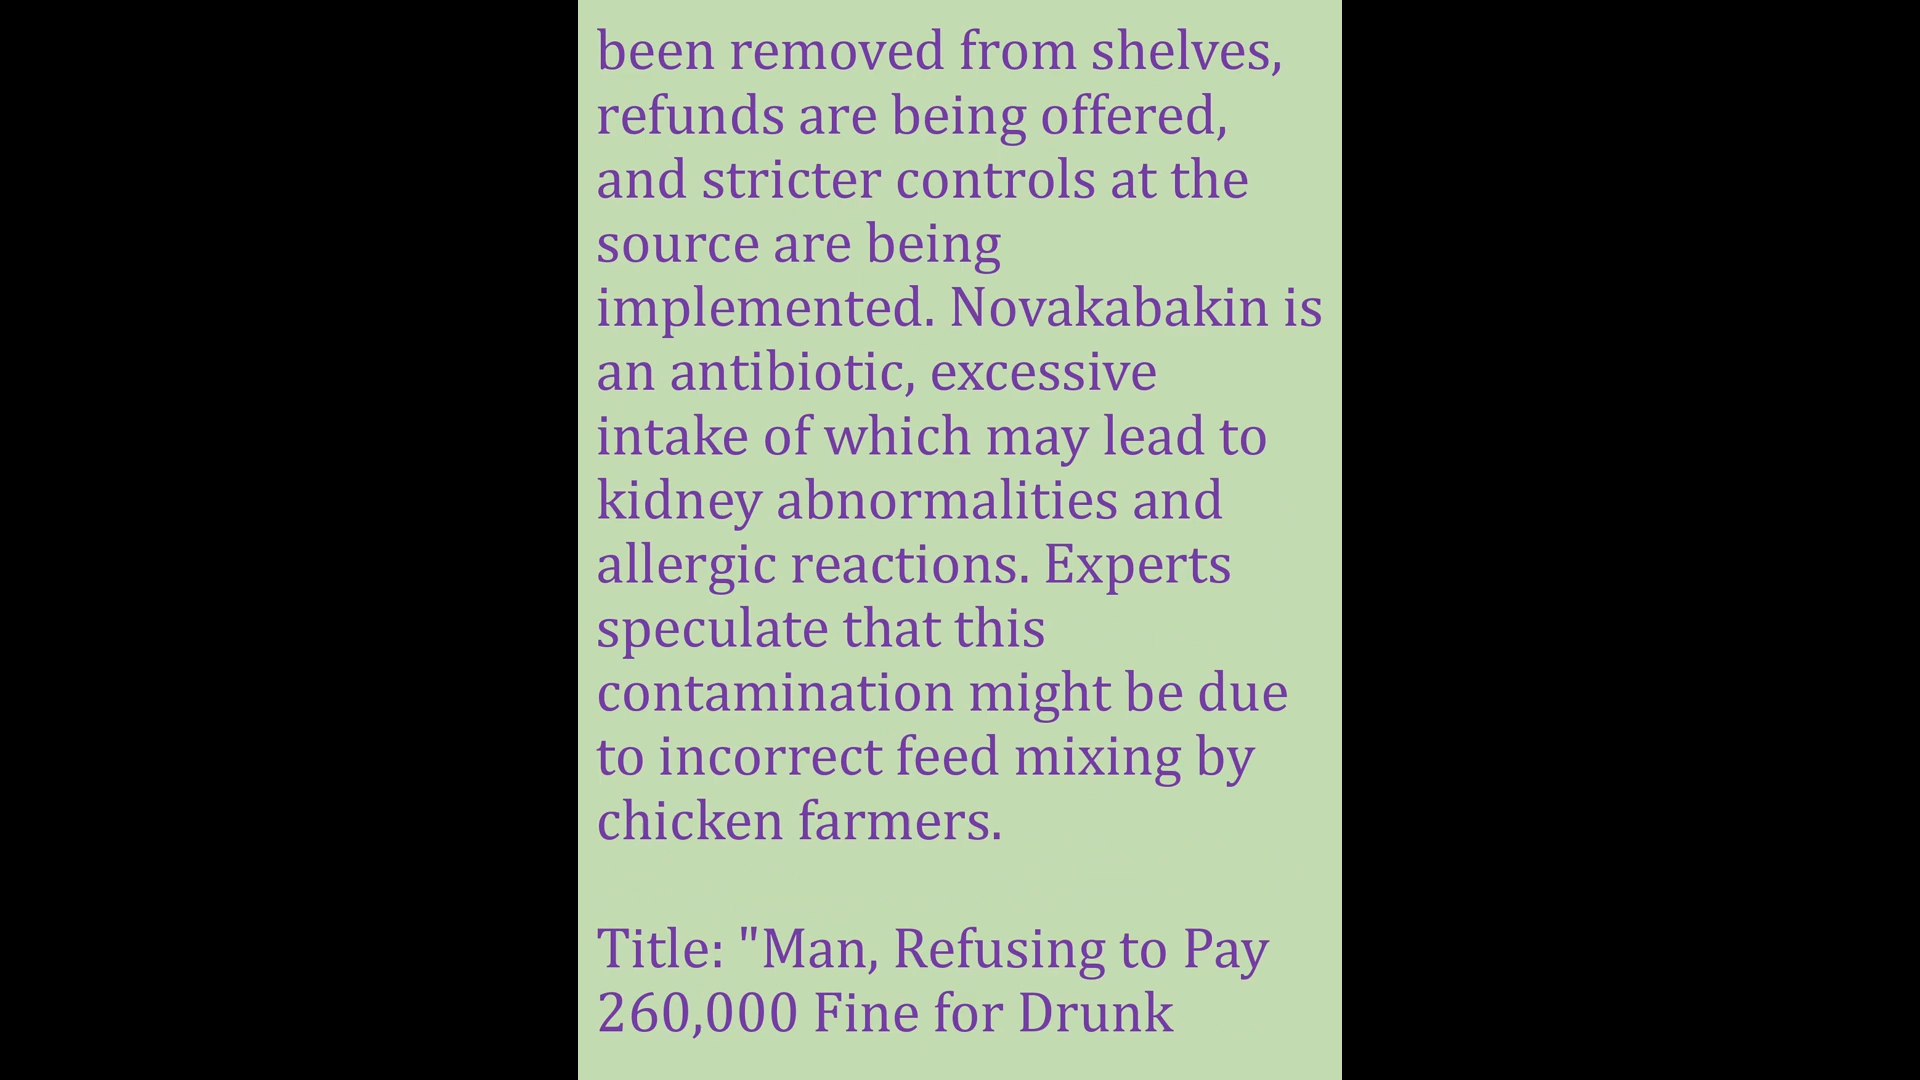 been removed from shelves,
refunds are being offered,
and stricter controls at the
source are being
implemented. Novakabakin is
an antibiotic, excessive
intake of which may lead to
kidney abnormalities and
allergic reactions. Experts
speculate that this
contamination might be due
to incorrect feed mixing by
chicken farmers.
Title: "Man, Refusing to Pay
260,000 Fine for Drunk